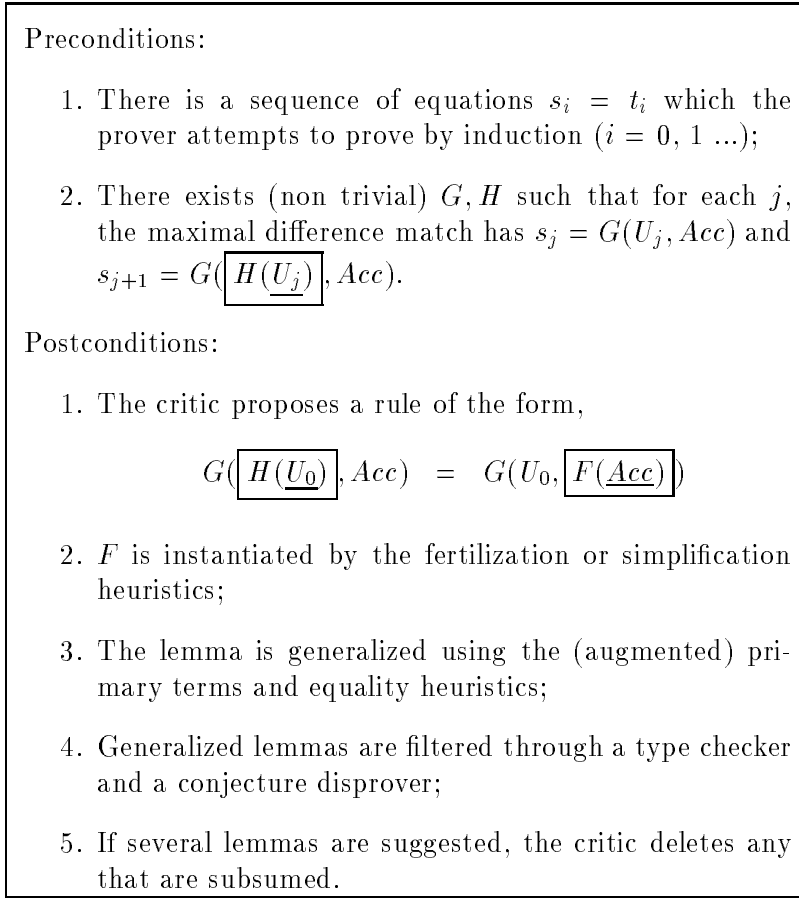 Preconditions:
1. There is a sequence of equations s_i = t_i which the
prover attempts to prove by induction (i = 0, 1 ...);
2. There exists (non trivial) G, H such that for each j,
the maximal difference match has s_j = G(U_j, Acc) and
s_{j+1} = G(H(U_j), Acc).
Postconditions:
1. The critic proposes a rule of the form,
G(H(U_0), Acc) = G(U_0, F(Acc))
2. F is instantiated by the fertilization or simplification
heuristics;
3. The lemma is generalized using the (augmented) pri-
mary terms and equality heuristics;
4. Generalized lemmas are filtered through a type checker
and a conjecture disprover;
5. If several lemmas are suggested, the critic deletes any
that are subsumed.